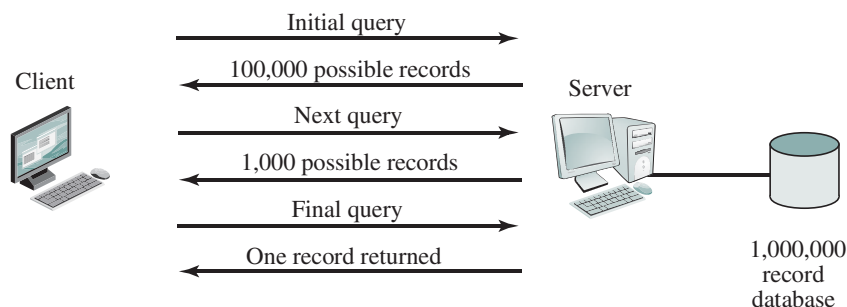 Initial query
100,000 possible records
Client
Server
Next query
1,000 possible records
Final query
One record returned
1,000,000
record
database